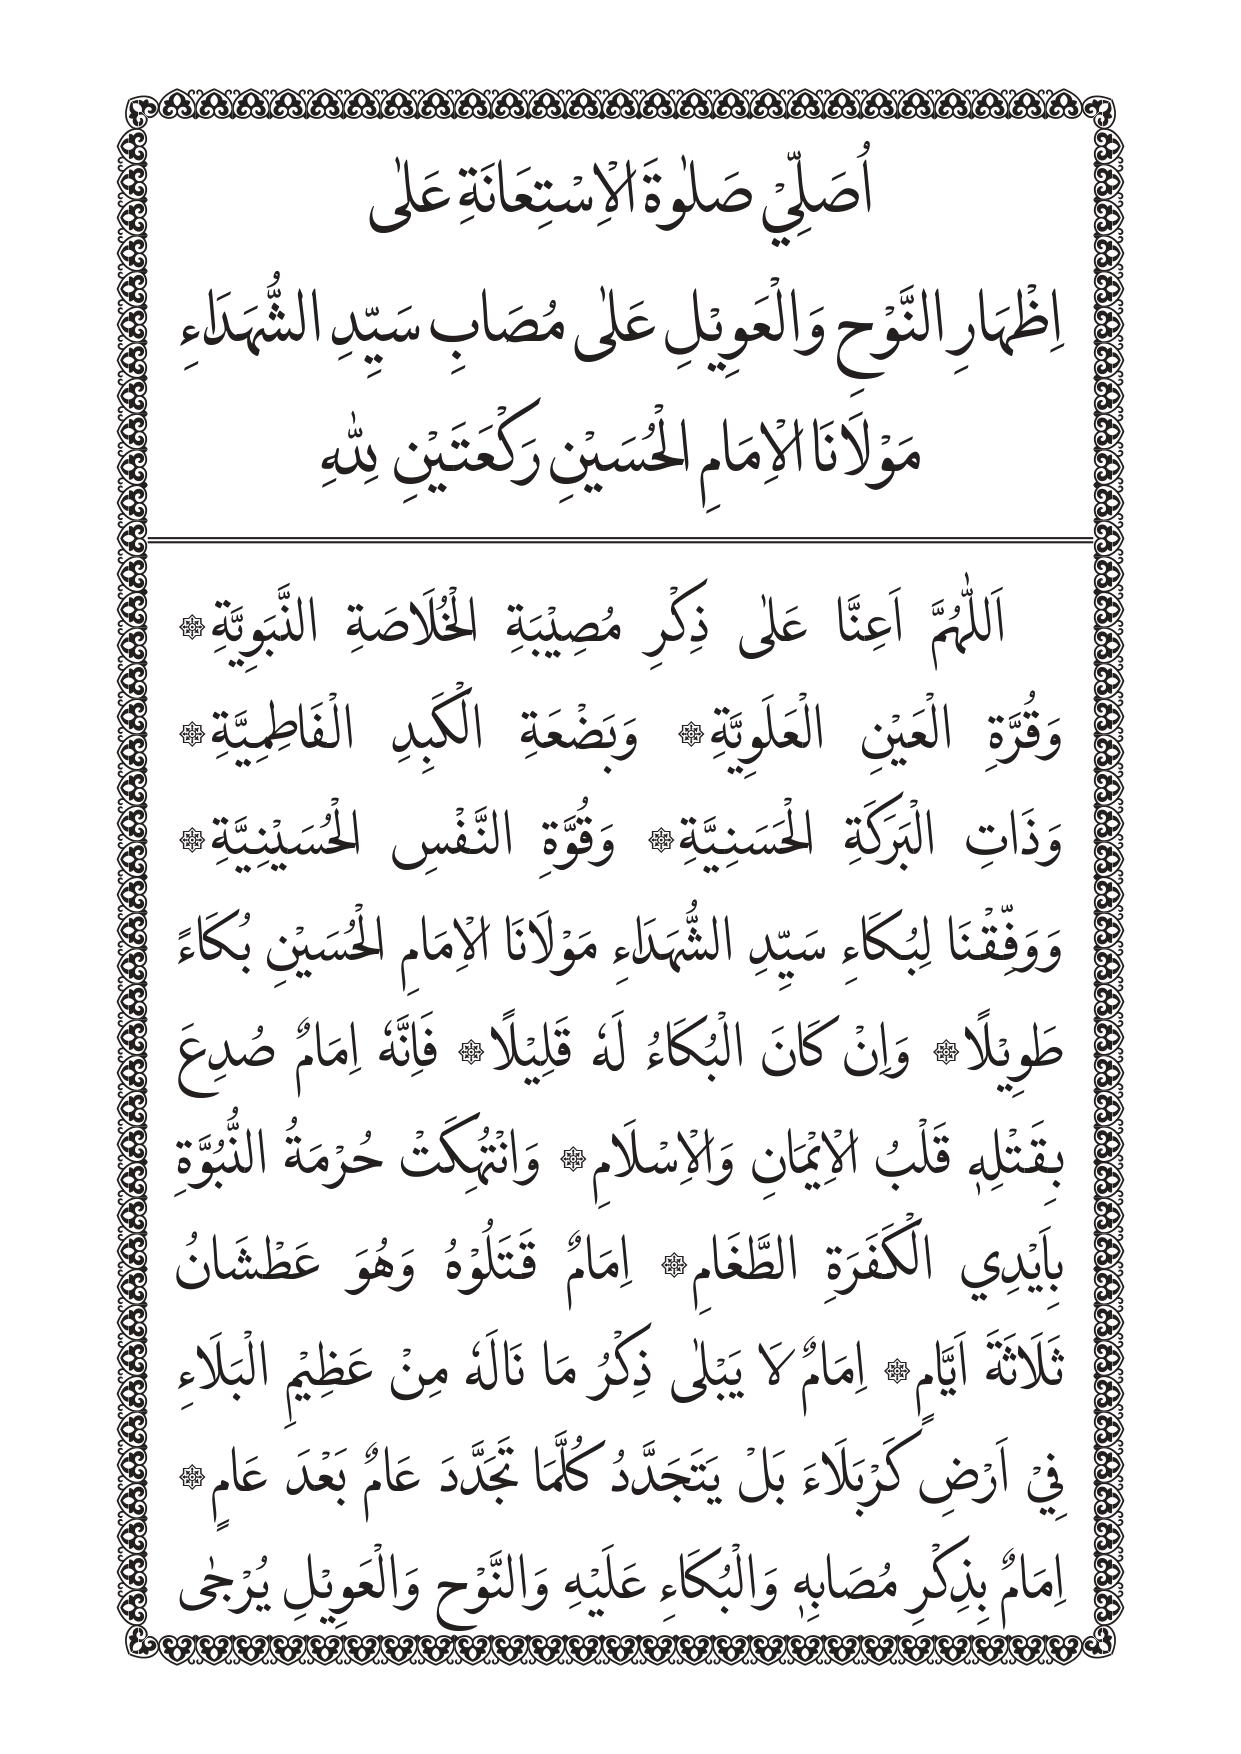 اُصَلِّيْ صَلٰوةَ الْاِسْتِعَانَةِ عَلٰى
اِظْهَارِ النَّوْحِ وَالْعَوِيْلِ عَلٰى مُصَابِ سَيِّدِ الشُّهَدَاءِ
مَوْلَانَا الْاِمَامِ الْحُسَيْنِ رَكْعَتَيْنِ لِلّٰهِ
اَللّٰهُمَّ اَعِنَّا عَلٰى ذِكْرِ مُصِيْبَةِ الْخُلَاصَةِ النَّبَوِيَّةِ ۞
وَقُرَّةِ الْعَيْنِ الْعَلَوِيَّةِ ۞ وَبَضْعَةِ الْكَبِدِ الْفَاطِمِيَّةِ ۞
وَذَاتِ الْبَرَكَةِ الْحَسَنِيَّةِ ۞ وَقُوَّةِ النَّفْسِ الْحُسَيْنِيَّةِ ۞
وَوَفِّقْنَا لِبُكَاءِ سَيِّدِ الشُّهَدَاءِ مَوْلَانَا الْاِمَامِ الْحُسَيْنِ بُكَاءً
طَوِيْلًا ۞ وَاِنْ كَانَ الْبُكَاءُ لَهٗ قَلِيْلًا ۞ فَاِنَّهٗ اِمَامٌ صُدِعَ
بِقَتْلِهٖ قَلْبُ الْاِيْمَانِ وَالْاِسْلَامِ ۞ وَانْتُهِكَتْ حُرْمَةُ النُّبُوَّةِ
بِاَيْدِي الْكَفَرَةِ الطَّغَامِ ۞ اِمَامٌ قَتَلُوْهُ وَهُوَ عَطْشَانُ
ثَلَاثَةَ اَيَّامٍ ۞ اِمَامٌ لَا يَبْلٰى ذِكْرُ مَا نَالَهٗ مِنْ عَظِيْمِ الْبَلَاءِ
فِيْ اَرْضِ كَرْبَلَاءَ بَلْ يَتَجَدَّدُ كُلَّمَا تَجَدَّدَ عَامٌ بَعْدَ عَامٍ ۞
اِمَامٌ بِذِكْرِ مُصَابِهٖ وَالْبُكَاءِ عَلَيْهِ وَالنَّوْحِ وَالْعَوِيْلِ يُرْجٰى